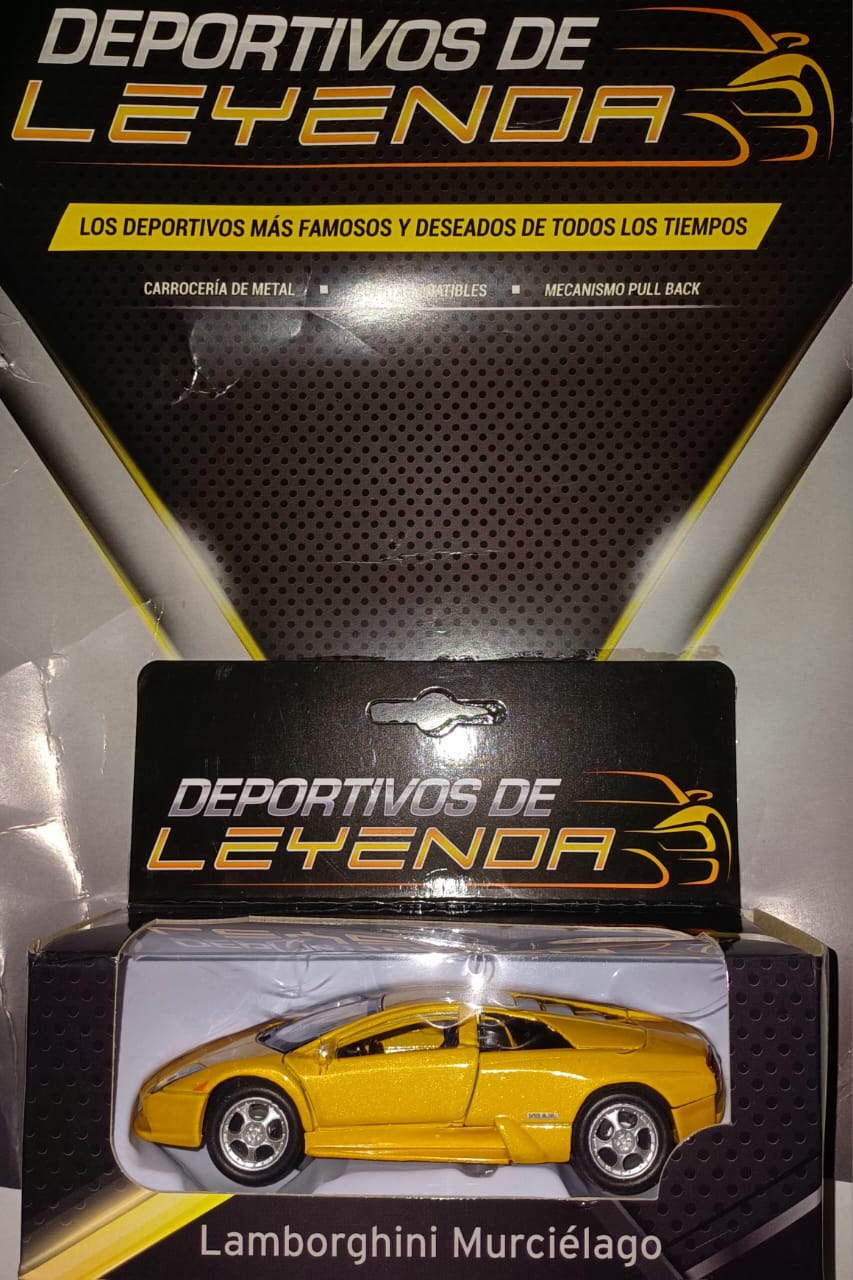 DEPORTIVOS DE
LEYENDA
LOS DEPORTIVOS MÁS FAMOSOS Y DESEADOS DE TODOS LOS TIEMPOS
CARROCERÍA DE METAL ▪ ▪ MECANISMO PULL BACK
DEPORTIVOS DE
LEYENDA
Lamborghini Murciélago